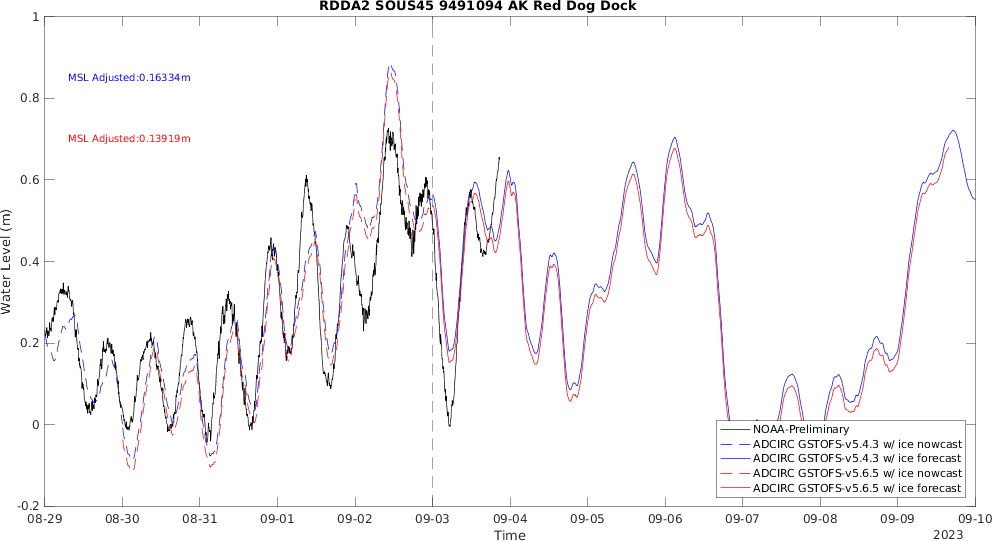 RDDA2 SOUS45 9491094 AK Red Dog Dock
1
0.8
0.6
0.4
0.2
0
-0.2
Water Level (m)
MSL Adjusted:0.16334m
MSL Adjusted:0.13919m
NOAA-Preliminary
ADCIRC GSTOFS-v5.4.3 w/ ice nowcast
ADCIRC GSTOFS-v5.4.3 w/ ice forecast
ADCIRC GSTOFS-v5.6.5 w/ ice nowcast
ADCIRC GSTOFS-v5.6.5 w/ ice forecast
08-29 08-30 08-31 09-01 09-02 09-03 09-04 09-05 09-06 09-07 09-08 09-09 09-10
Time
2023